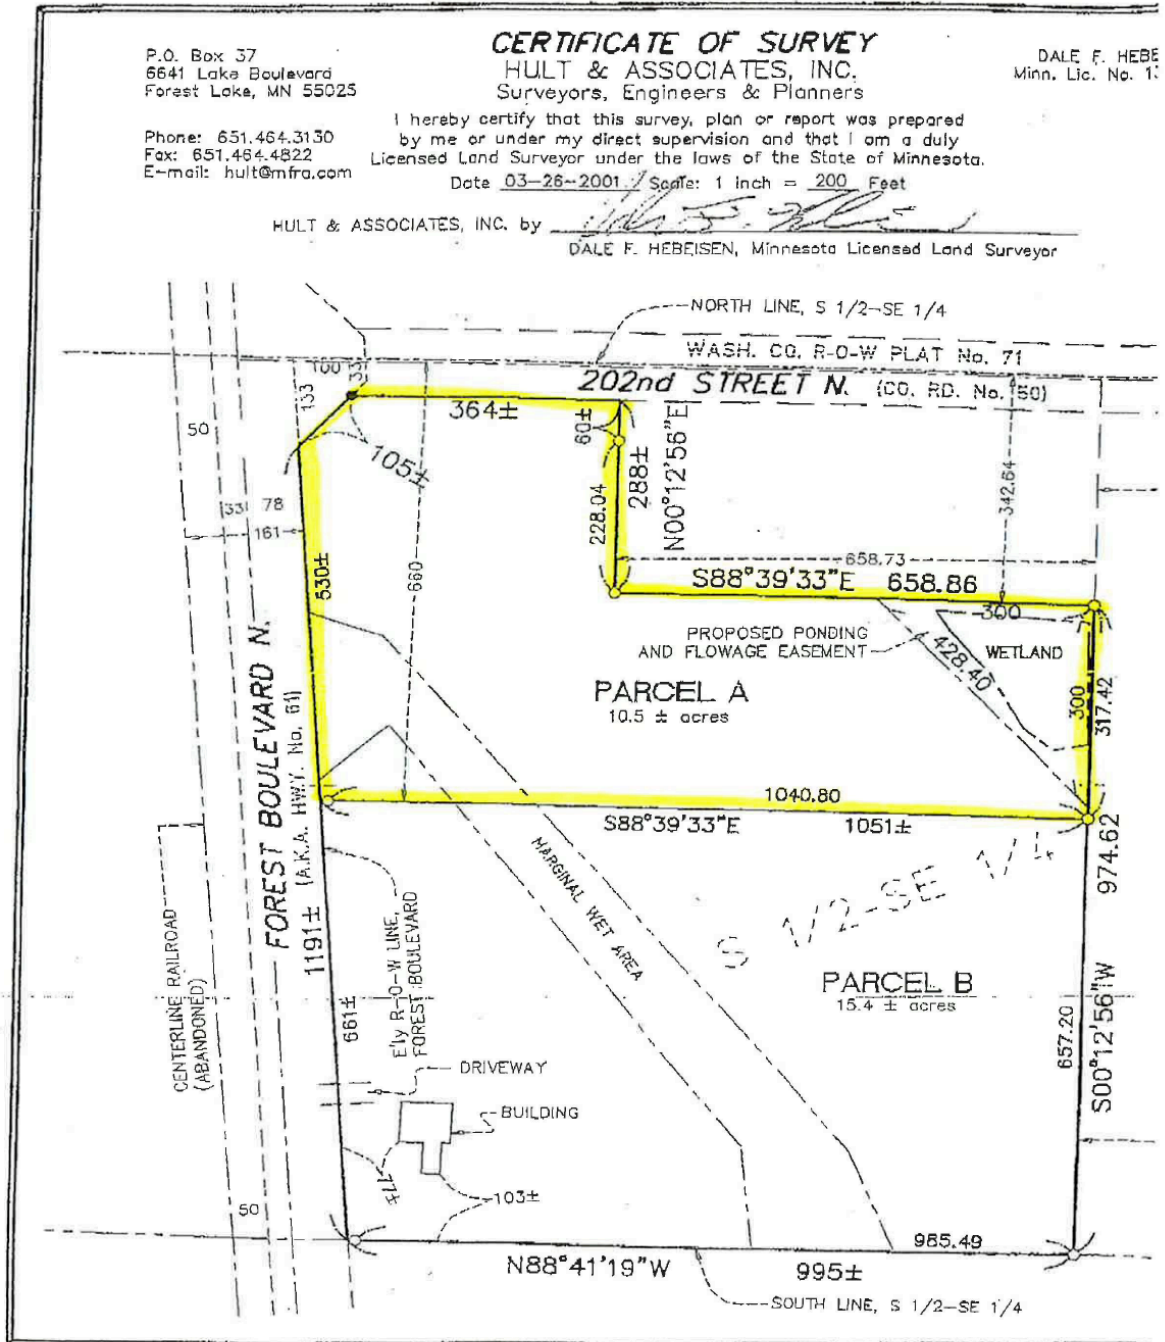 CERTIFICATE OF SURVEY
HULT & ASSOCIATES, INC.
Surveyors, Engineers & Planners
P.O. Box 37
6641 Lake Boulevard
Forest Lake, MN 55025
Phone: 651.464.3130
Fax: 651.464.4822
E-mail: hult@mfra.com
DALE F. HEBE
Minn. Lic. No. 1
I hereby certify that this survey, plan or report was prepared
by me or under my direct supervision and that I am a duly
Licensed Land Surveyor under the laws of the State of Minnesota.
Date 03-26-2001 Scale: 1 inch = 200 Feet
HULT & ASSOCIATES, INC. by
DALE F. HEBEISEN, Minnesota Licensed Land Surveyor
NORTH LINE, S 1/2-SE 1/4
WASH. CO. R-O-W PLAT No. 71
202nd STREET N. (CO. RD. No. 50)
100
33
133
364±
60±
105±
50
288±
N00°12'56"E
228.04
342.64
33
78
161
658.73
530±
660
S88°39'33"E 658.86
300
PROPOSED PONDING
AND FLOWAGE EASEMENT
428.40
WETLAND
PARCEL A
10.5 ± acres
300
317.42
FOREST BOULEVARD N.
(A.K.A. HWY. No. 61)
1040.80
S88°39'33"E
1051±
974.62
1191±
MARGINAL WET AREA
S 1/2-SE 1/4
CENTERLINE RAILROAD
(ABANDONED)
E'ly R-O-W LINE,
FOREST BOULEVARD
PARCEL B
15.4 ± acres
661±
657.20
S00°12'56"W
DRIVEWAY
BUILDING
77±
103±
50
985.49
N88°41'19"W
995±
SOUTH LINE, S 1/2-SE 1/4